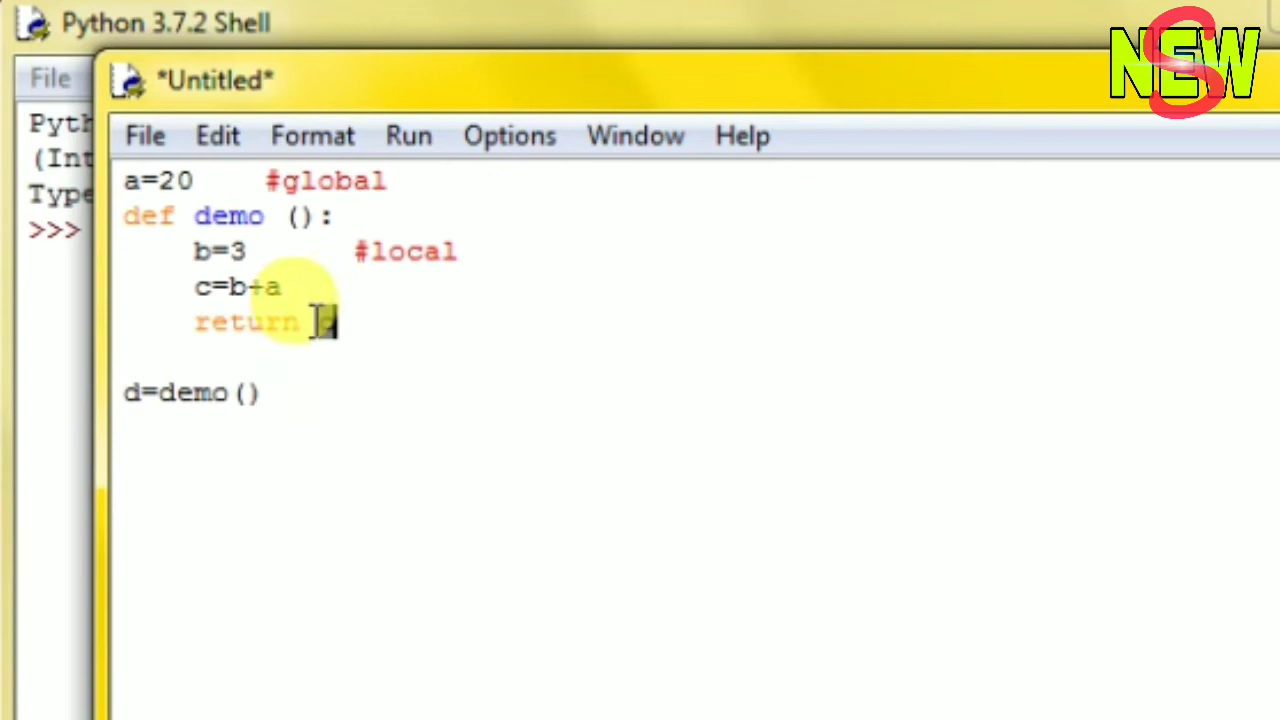 Python 3.7.2 Shell
File
*Untitled*
File Edit Format Run Options Window Help
Pyth
(Int
Type
>>>
a=20 #global
def demo ():
b=3 #local
c=b+a
return
d=demo()
NEW
S